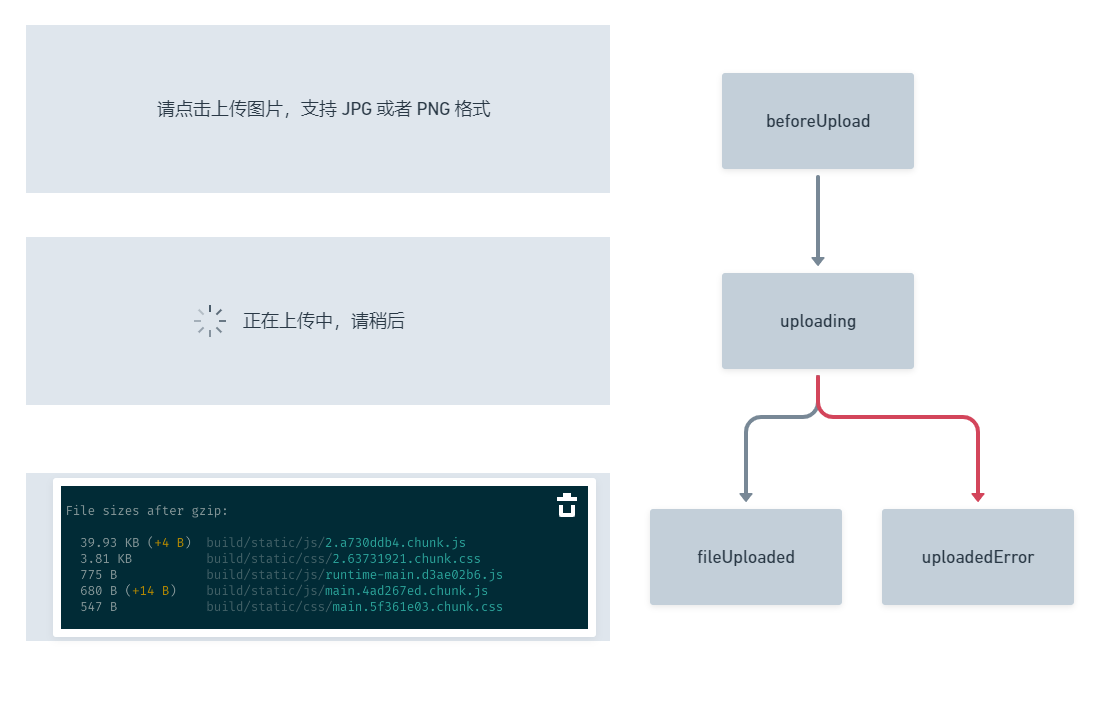 请点击上传图片，支持 JPG 或者 PNG 格式
正在上传中，请稍后
File sizes after gzip:
39.93 KB (+4 B) build/static/js/2.a730ddb4.chunk.js
3.81 KB build/static/css/2.63731921.chunk.css
775 B build/static/js/runtime-main.d3ae02b6.js
680 B (+14 B) build/static/js/main.4ad267ed.chunk.js
547 B build/static/css/main.5f361e03.chunk.css
beforeUpload
uploading
fileUploaded
uploadedError